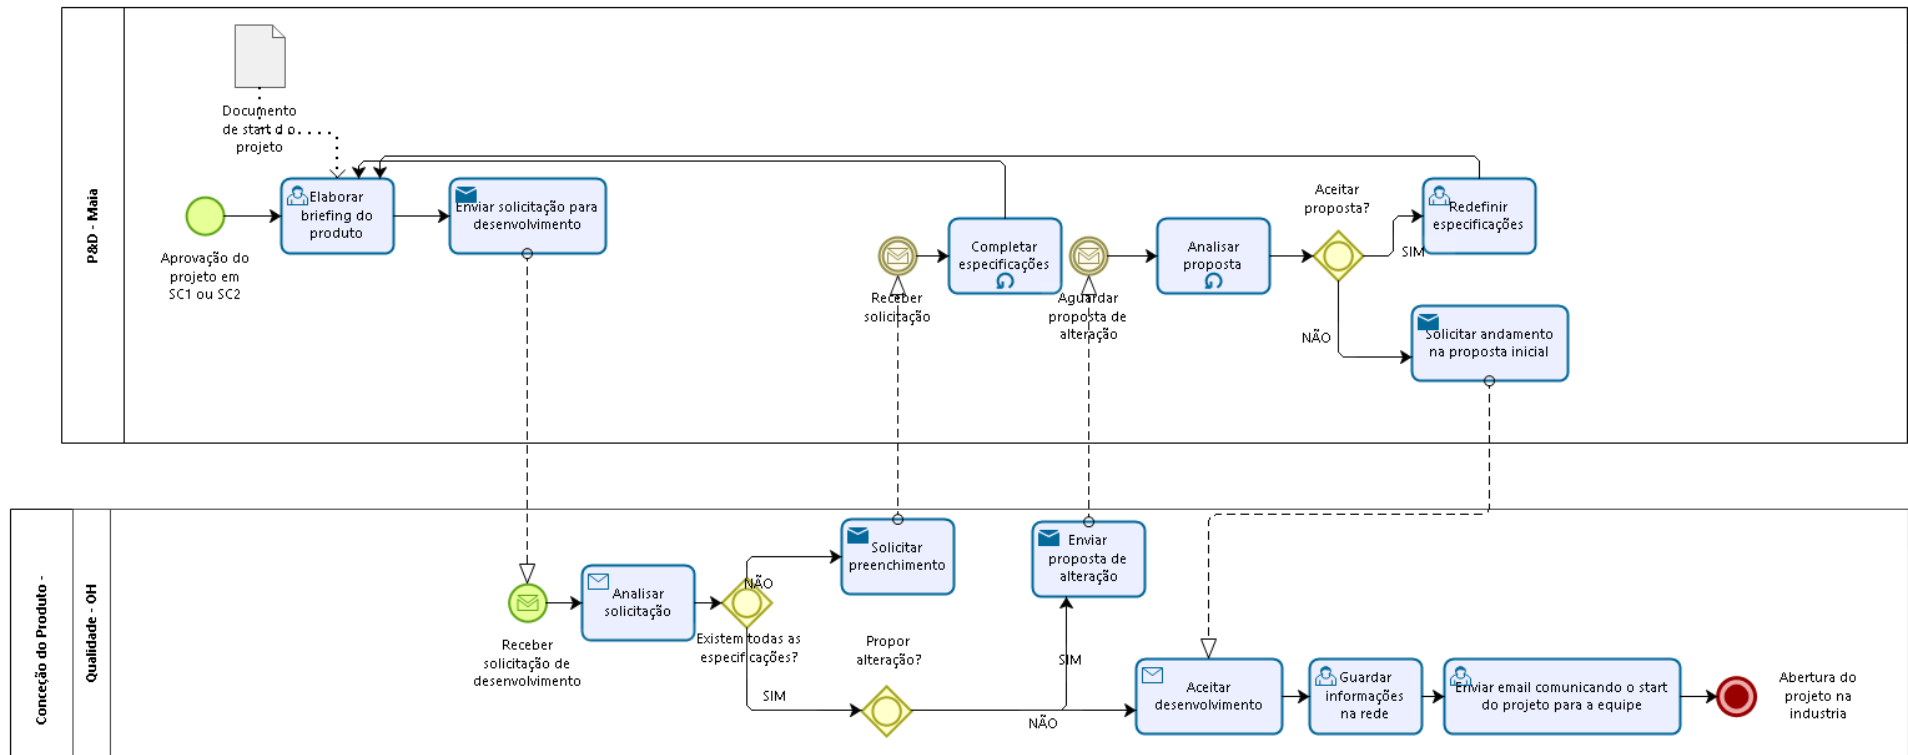 P&D - Maia
Documento
de start d o
projeto
Aprovação do
projeto em
SC1 ou SC2
Elaborar
briefing do
produto
Enviar solicitação para
desenvolvimento
Receber
solicitação
Completar
especificações
Aguardar
proposta de
alteração
Analisar
proposta
Aceitar
proposta?
SIM
NÃO
Redefinir
especificações
Solicitar andamento
na proposta inicial
Conceção do Produto -
Qualidade - OH
Receber
solicitação de
desenvolvimento
Analisar
solicitação
NÃO
Existem todas as
especificações?
SIM
Solicitar
preenchimento
Propor
alteração?
Enviar
proposta de
alteração
SIM
NÃO
Aceitar
desenvolvimento
Guardar
informações
na rede
Enviar email comunicando o start
do projeto para a equipe
Abertura do
projeto na
industria